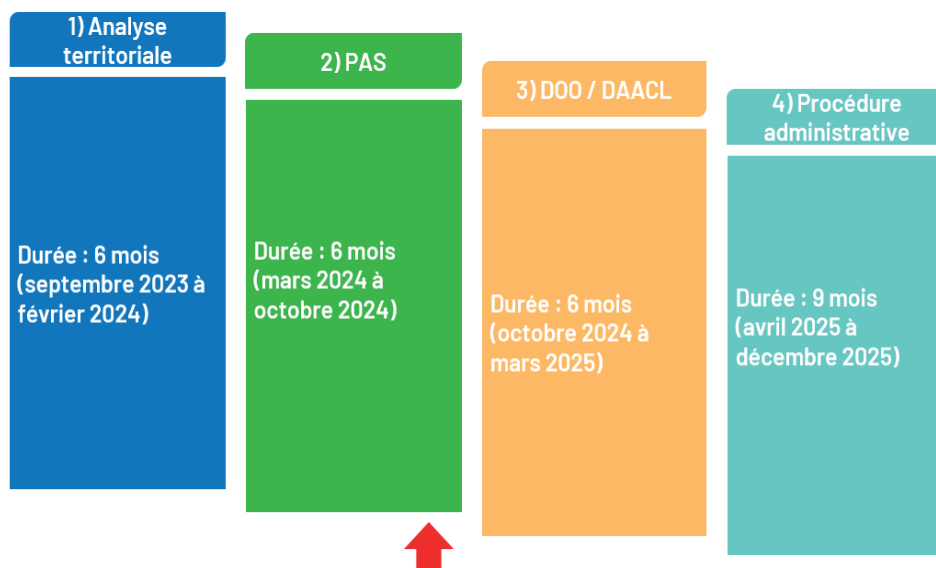 1) Analyse
territoriale
Durée : 6 mois
(septembre 2023 à
février 2024)
2) PAS
Durée : 6 mois
(mars 2024 à
octobre 2024)
3) DOO / DAACL
Durée : 6 mois
(octobre 2024 à
mars 2025)
4) Procédure
administrative
Durée : 9 mois
(avril 2025 à
décembre 2025)